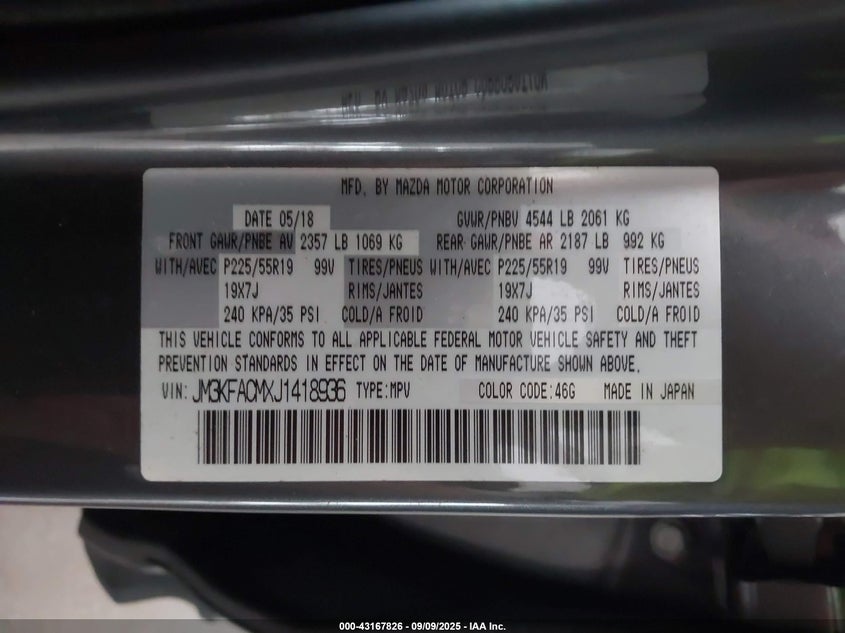 MFD. BY MAZDA MOTOR CORPORATION
DATE 05/18 GVWR/PNBV 4544 LB 2061 KG
FRONT GAWR/PNBE AV 2357 LB 1069 KG REAR GAWR/PNBE AR 2187 LB 992 KG
WITH/AVEC P225/55R19 99V TIRES/PNEUS WITH/AVEC P225/55R19 99V TIRES/PNEUS
19X7J RIMS/JANTES 19X7J RIMS/JANTES
240 KPA/35 PSI COLD/A FROID 240 KPA/35 PSI COLD/A FROID
THIS VEHICLE CONFORMS TO ALL APPLICABLE FEDERAL MOTOR VEHICLE SAFETY AND THEFT
PREVENTION STANDARDS IN EFFECT ON THE DATE OF MANUFACTURE SHOWN ABOVE.
VIN: JM3KFACMXJ1418936 TYPE:MPV COLOR CODE:46G MADE IN JAPAN
000-43167826 - 09/09/2025 - IAA Inc.